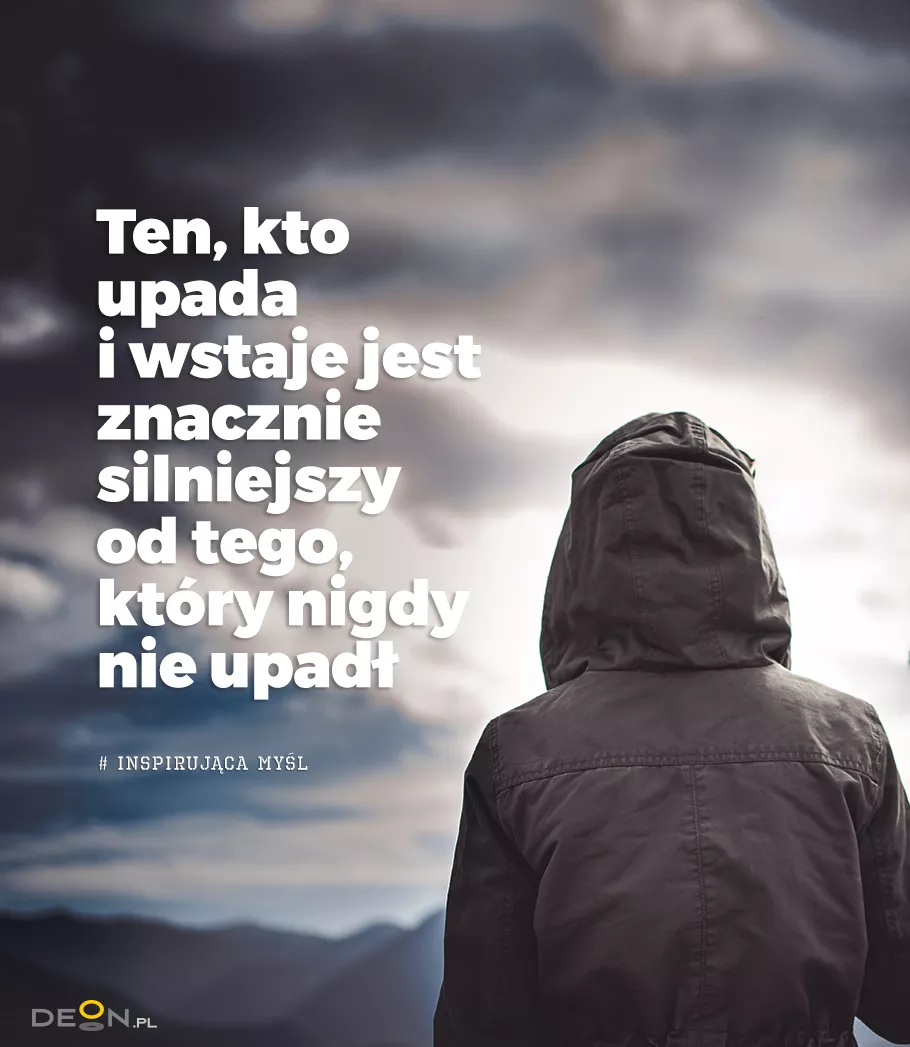 Ten, kto
upada
i wstaje jest
znacznie
silniejszy
od tego,
który nigdy
nie upadł
# INSPIRUJĄCA MYŚL
DEON.PL